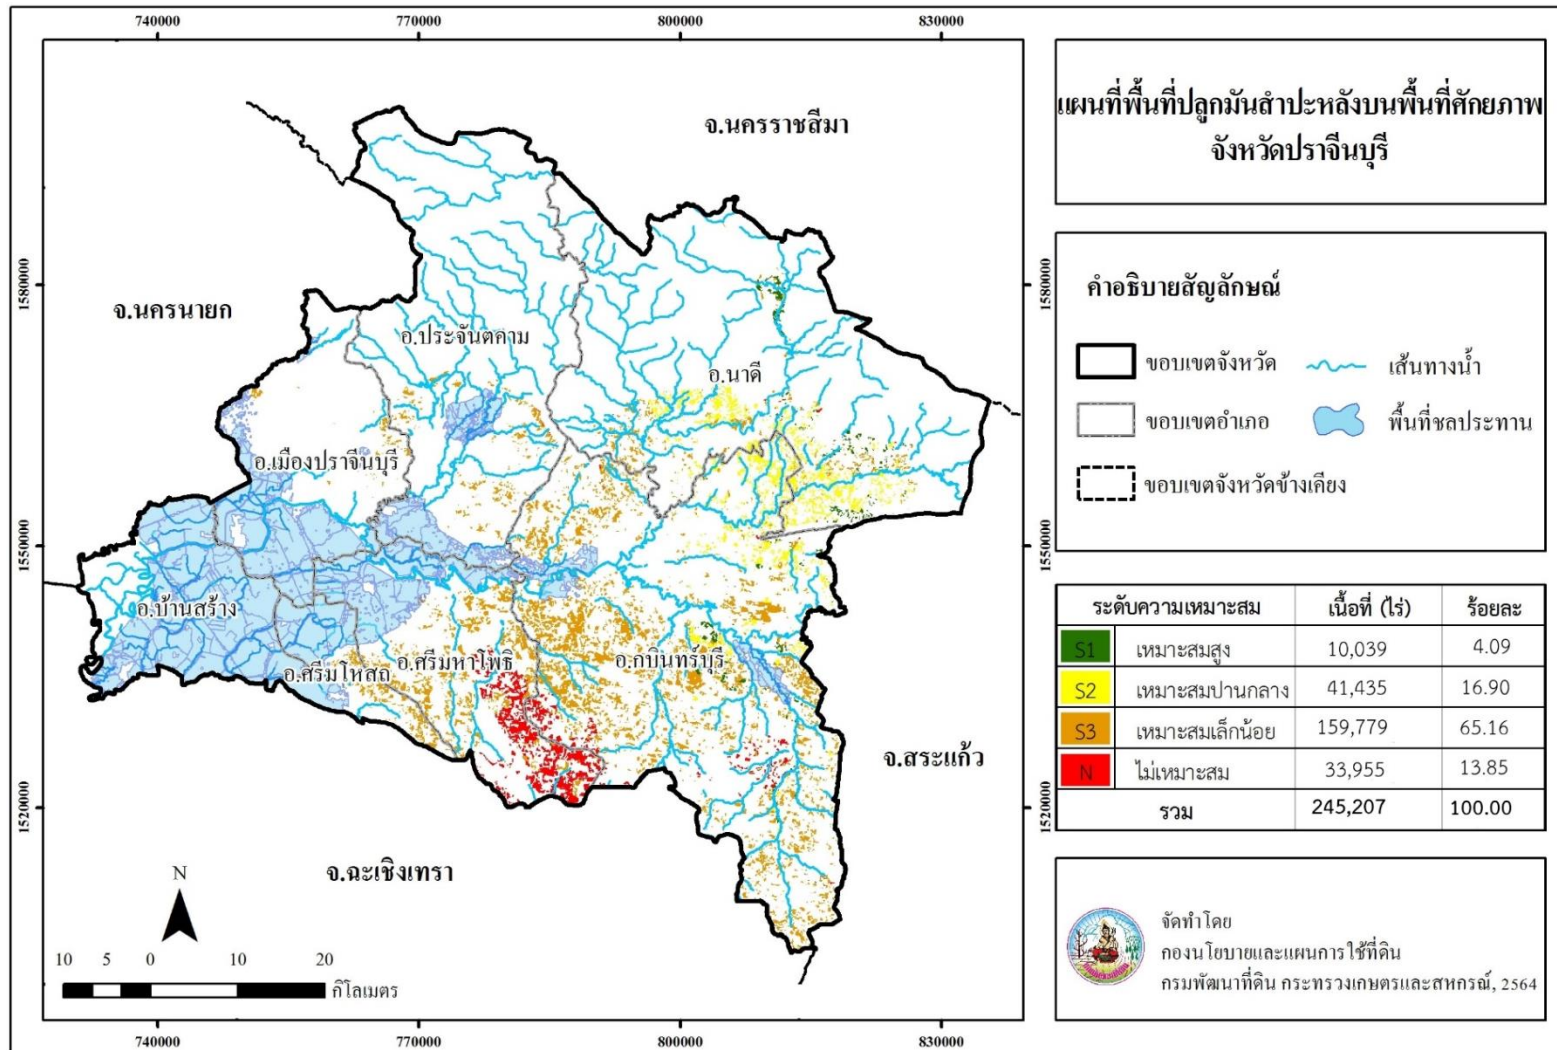 740000 770000 800000 830000
แผนที่พื้นที่ปลูกมันสำปะหลังบนพื้นที่ศักยภาพ
จังหวัดปราจีนบุรี
จ.นครราชสีมา
จ.นครนายก
อ.ประจันตคาม
อ.นาดี
อ.เมืองปราจีนบุรี
อ.บ้านสร้าง
อ.ศรีมโหสถ
อ.ศรีมหาโพธิ
อ.กบินทร์บุรี
จ.สระแก้ว
จ.ฉะเชิงเทรา
1580000 1580000
1550000 1550000
1520000 1520000
N
10 5 0 10 20
กิโลเมตร
740000 770000 800000 830000
คำอธิบายสัญลักษณ์
ขอบเขตจังหวัด เส้นทางน้ำ
ขอบเขตอำเภอ พื้นที่ชลประทาน
ขอบเขตจังหวัดข้างเคียง
ระดับความเหมาะสม เนื้อที่ (ไร่) ร้อยละ
S1 เหมาะสมสูง 10,039 4.09
S2 เหมาะสมปานกลาง 41,435 16.90
S3 เหมาะสมเล็กน้อย 159,779 65.16
N ไม่เหมาะสม 33,955 13.85
รวม 245,207 100.00
จัดทำโดย
กองนโยบายและแผนการใช้ที่ดิน
กรมพัฒนาที่ดิน กระทรวงเกษตรและสหกรณ์, 2564